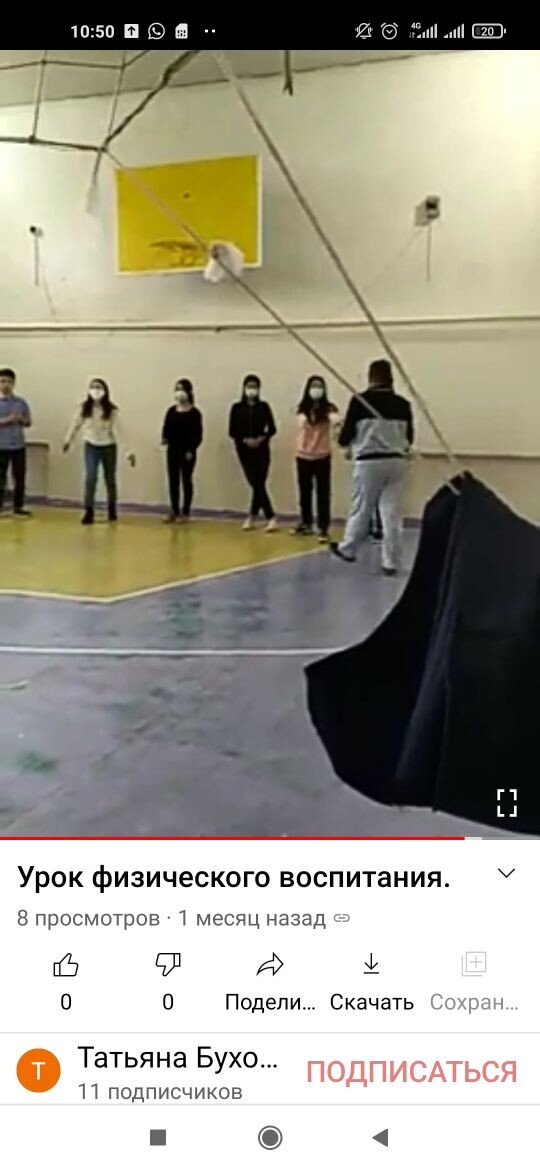 10:50
4G
20
Урок физического воспитания.
8 просмотров · 1 месяц назад
0
0
Подели...
Скачать
Сохран...
Т
Татьяна Бухо...
11 подписчиков
ПОДПИСАТЬСЯ